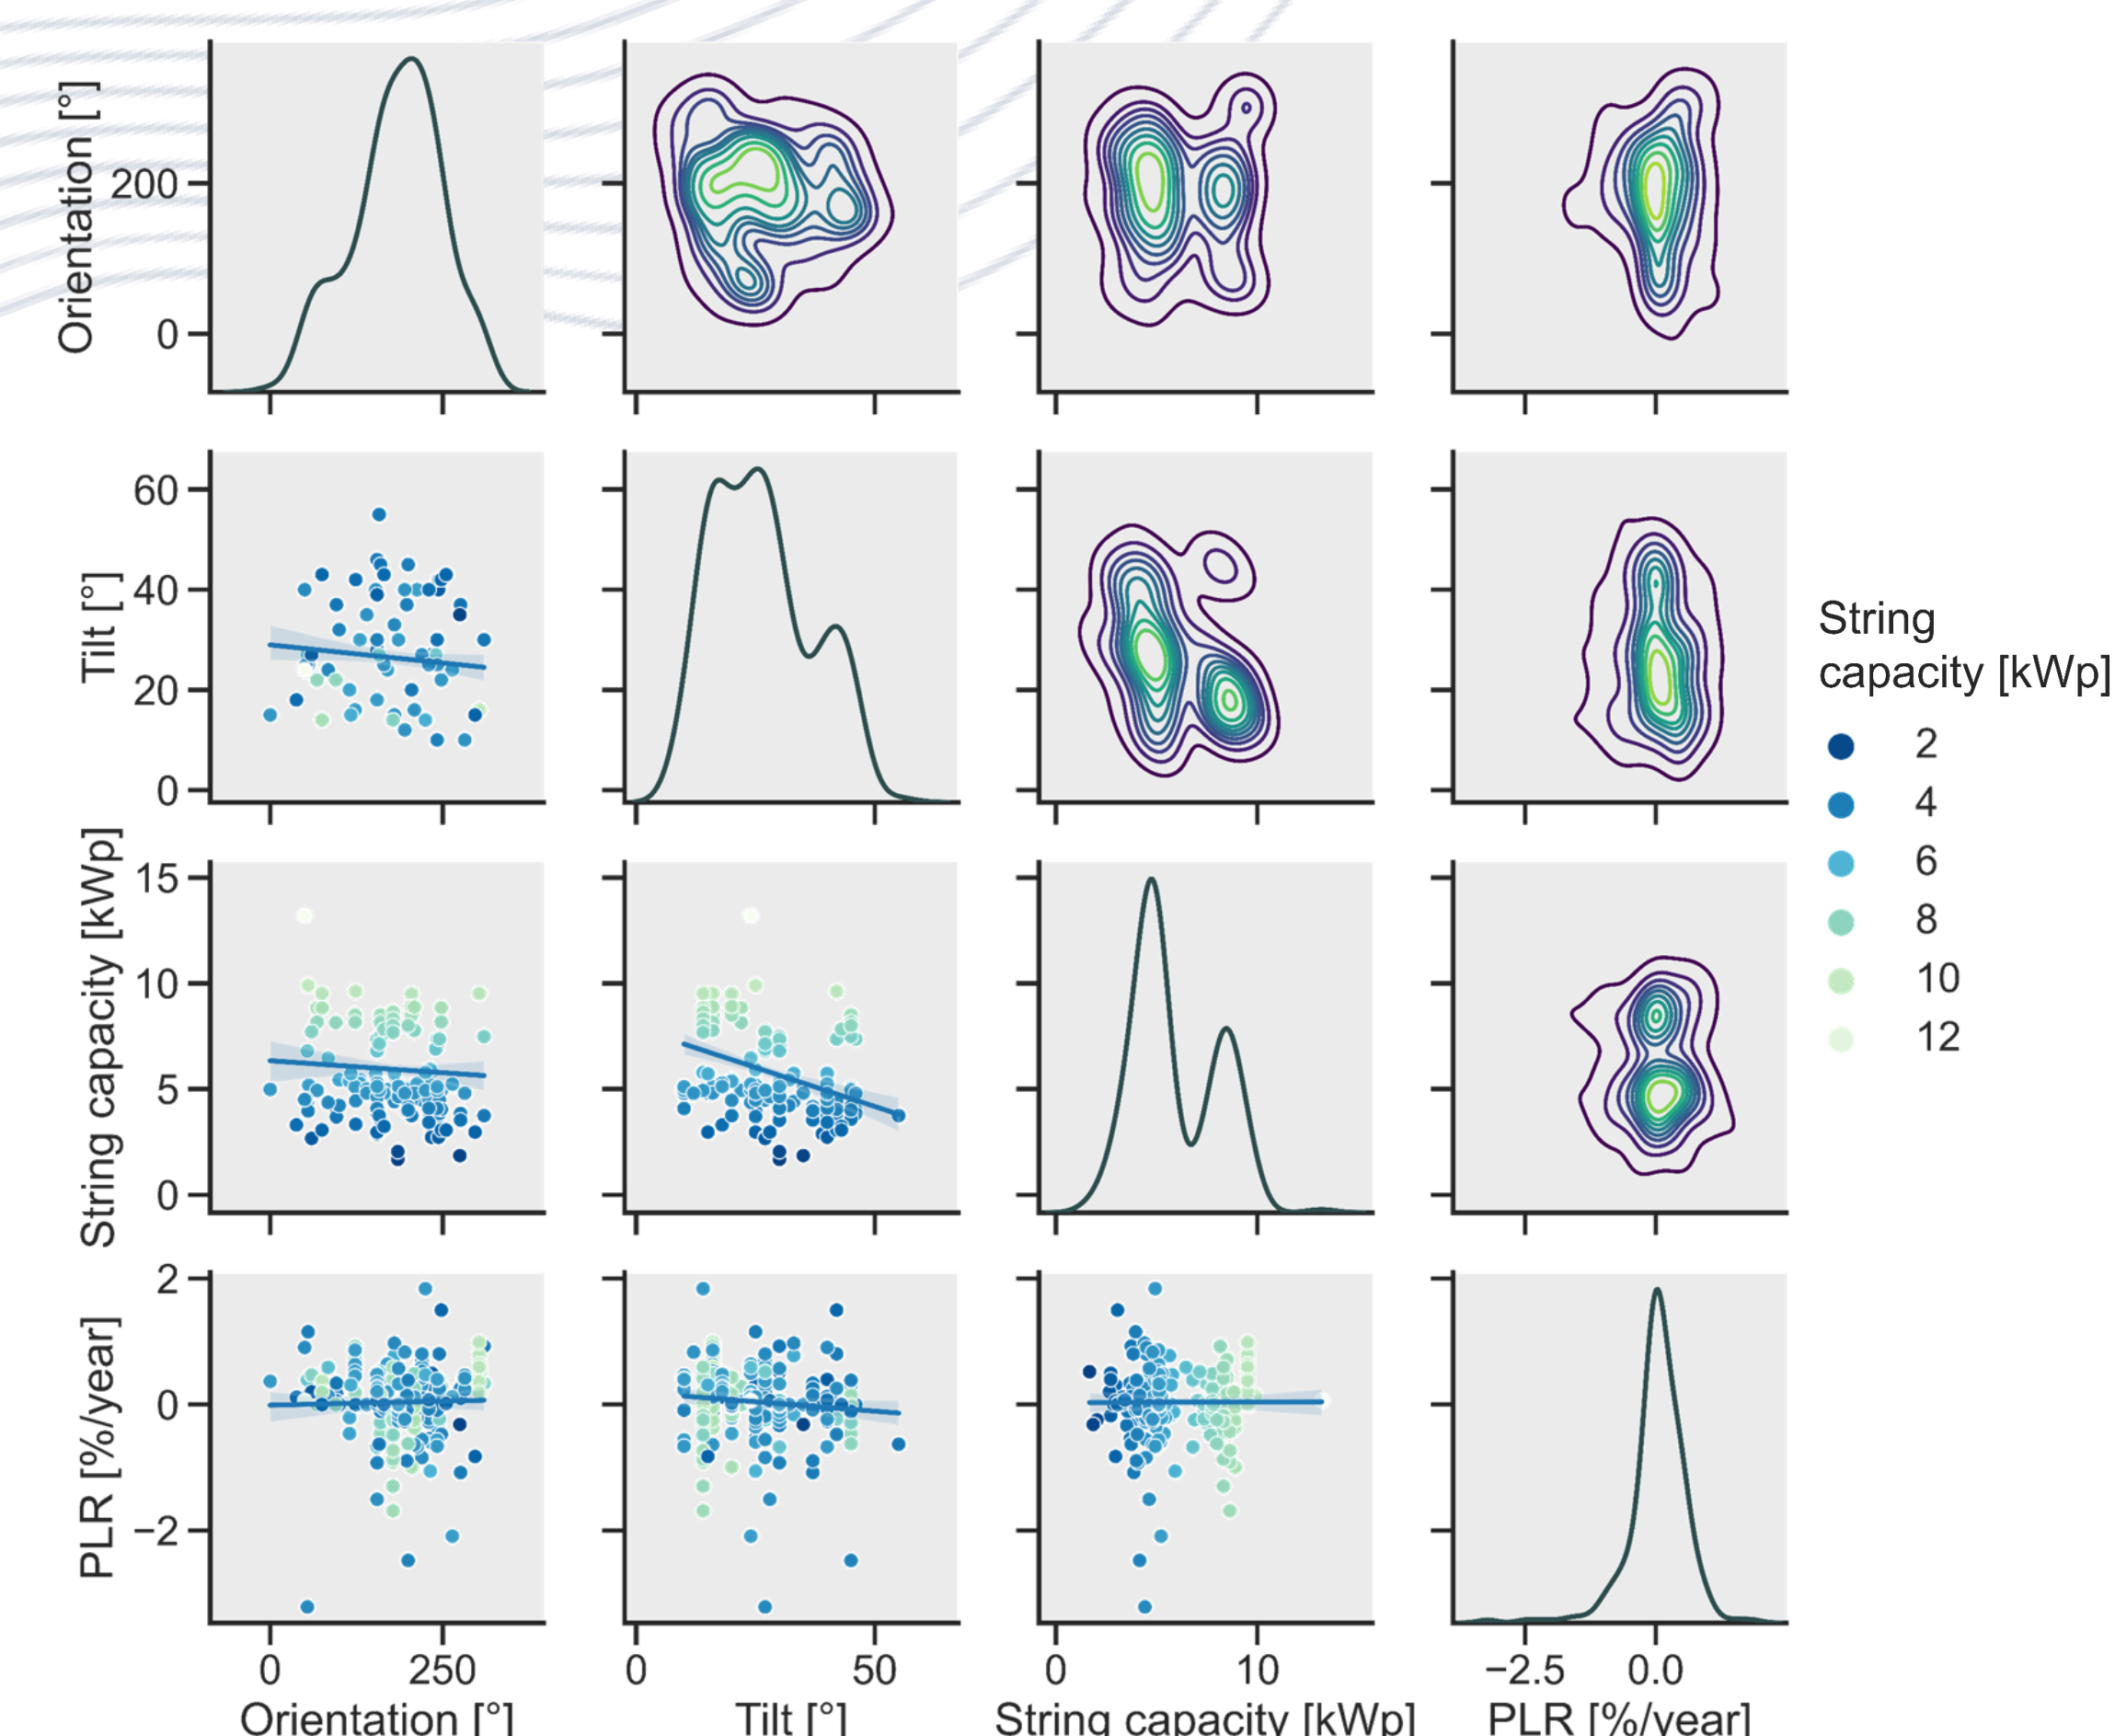 Orientation [°]
200
0
Tilt [°]
60
40
20
0
String capacity [kWp]
15
10
5
0
PLR [%/year]
2
0
−2
0
250
0
50
0
10
−2.5
0.0
Orientation [°]
Tilt [°]
String capacity [kWp]
PLR [%/year]
String
capacity [kWp]
2
4
6
8
10
12